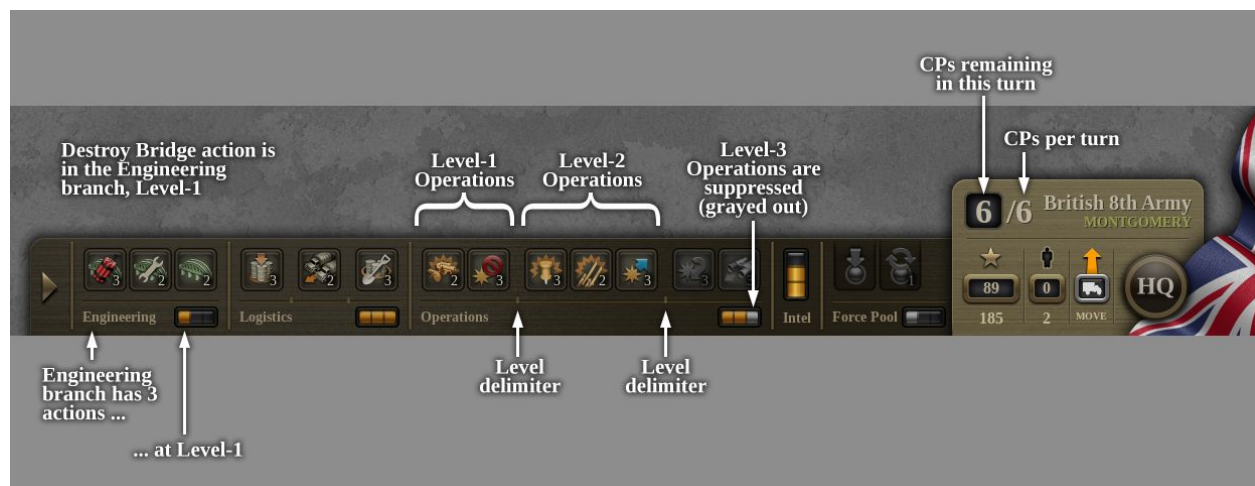 CPs remaining
in this turn
CPs per turn
Destroy Bridge action is
in the Engineering
branch, Level-1
Level-1
Operations
Level-2
Operations
Level-3
Operations are
suppressed
(grayed out)
6 /6 British 8th Army
MONTGOMERY
3 2 2 3 2 3 2 3 3 2 3 3 1
89 0 HQ
Engineering Logistics Operations Intel Force Pool 185 2 MOVE
Engineering
branch has 3
actions ...
Level
delimiter
Level
delimiter
... at Level-1